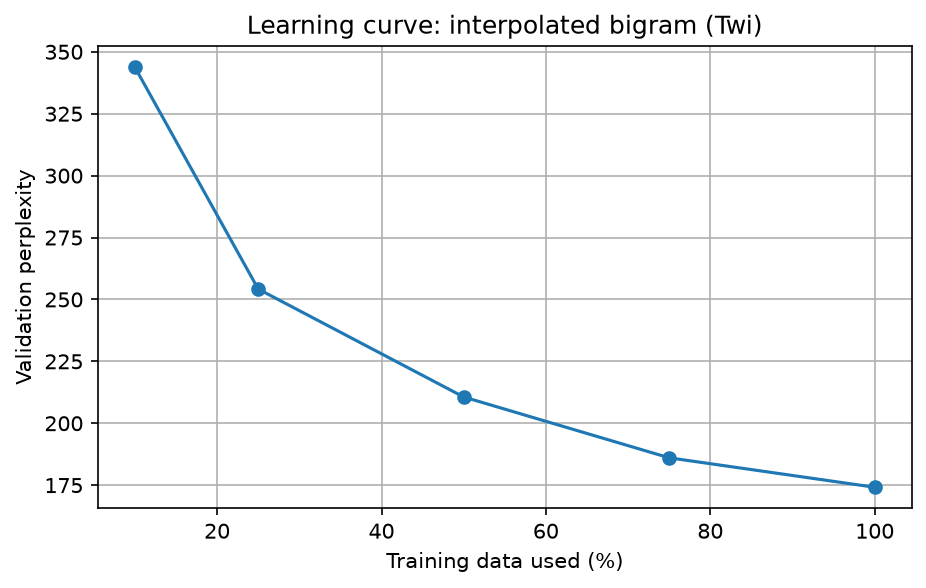 Learning curve: interpolated bigram (Twi)
350
325
300
275
250
225
200
175
Validation perplexity
20 40 60 80 100
Training data used (%)